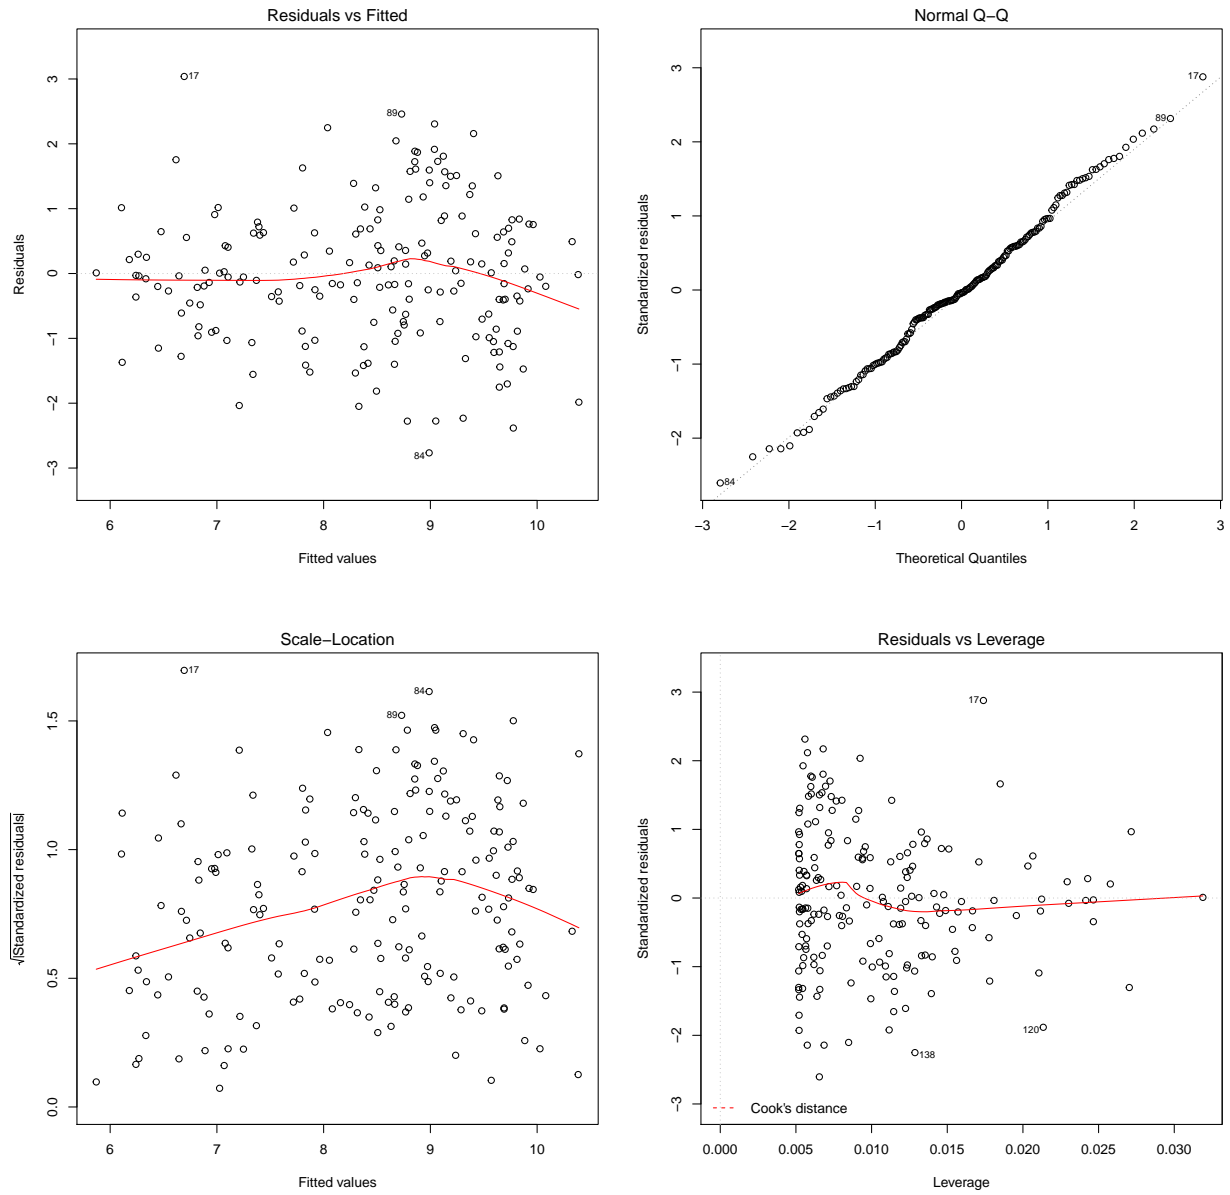 Residuals vs Fitted
3
2
1
0
−1
−2
−3
Residuals
17
89
84
6 7 8 9 10
Fitted values
Normal Q−Q
3
2
1
0
−1
−2
Standardized residuals
17
89
84
−3 −2 −1 0 1 2 3
Theoretical Quantiles
Scale−Location
1.5
1.0
0.5
0.0
√|Standardized residuals|
17
84
89
6 7 8 9 10
Fitted values
Residuals vs Leverage
3
2
1
0
−1
−2
−3
Standardized residuals
17
120
138
Cook's distance
0.000 0.005 0.010 0.015 0.020 0.025 0.030
Leverage